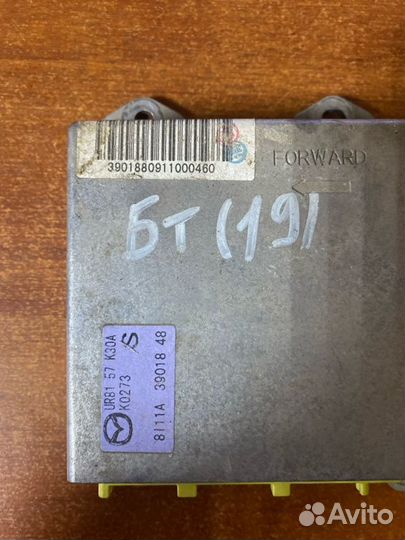 3901880911000460
FORWARD
БТ (19)
UR81 57 K30A
K0273 S
8I11A 39018 48
Avito